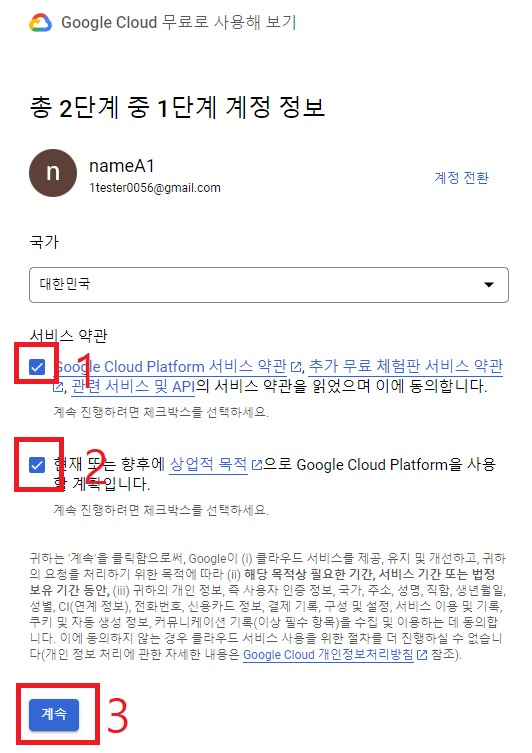 Google Cloud 무료로 사용해 보기
총 2단계 중 1단계 계정 정보
n
nameA1
1tester0056@gmail.com
계정 전환
국가
대한민국
서비스 약관
1
Google Cloud Platform 서비스 약관, 추가 무료 체험판 서비스 약관
, 관련 서비스 및 API의 서비스 약관을 읽었으며 이에 동의합니다.
계속 진행하려면 체크박스를 선택하세요.
2
현재 또는 향후에 상업적 목적으로 Google Cloud Platform을 사용
할 계획입니다.
계속 진행하려면 체크박스를 선택하세요.
귀하는 '계속'을 클릭함으로써, Google이 (i) 클라우드 서비스를 제공, 유지 및 개선하고, 귀하
의 요청을 처리하기 위한 목적에 따라 (ii) 해당 목적상 필요한 기간, 서비스 기간 또는 법정
보유 기간 동안, (iii) 귀하의 개인 정보, 즉 사용자 인증 정보, 국가, 주소, 성명, 직함, 생년월일,
성별, CI(연계 정보), 전화번호, 신용카드 정보, 결제 기록, 구성 및 설정, 서비스 이용 및 기록,
쿠키 및 자동 생성 정보, 커뮤니케이션 기록(이상 필수 항목)을 수집 및 이용하는 데 동의합
니다. 이에 동의하지 않는 경우 클라우드 서비스 사용을 위한 절차를 더 진행하실 수 없습니
다(개인 정보 처리에 관한 자세한 내용은 Google Cloud 개인정보처리방침 참조).
계속
3